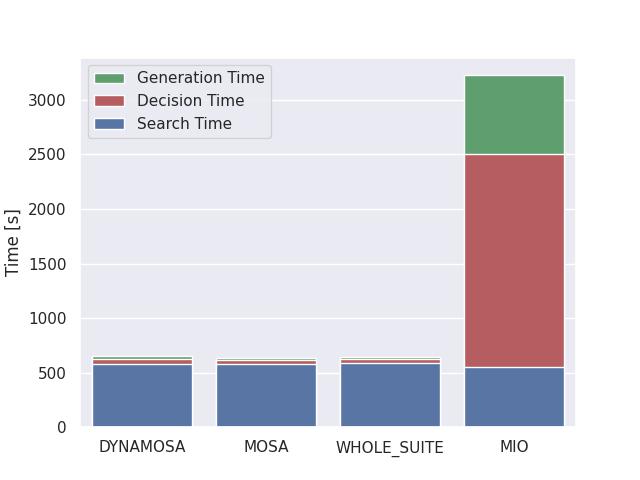 Generation Time
Decision Time
Search Time
Time [s]
3000
2500
2000
1500
1000
500
0
DYNAMOSA MOSA WHOLE_SUITE MIO